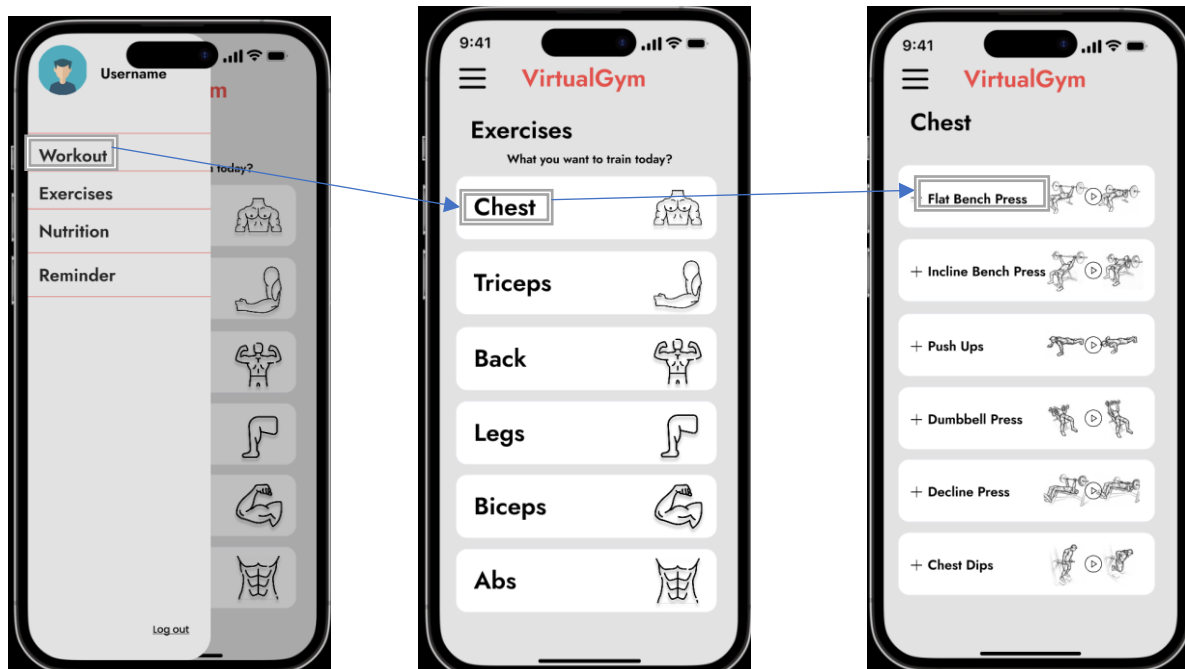 Username
m
n today?
Workout
Exercises
Nutrition
Reminder
Log out
9:41
VirtualGym
Exercises
What you want to train today?
Chest
Triceps
Back
Legs
Biceps
Abs
9:41
VirtualGym
Chest
Flat Bench Press
+ Incline Bench Press
+ Push Ups
+ Dumbbell Press
+ Decline Press
+ Chest Dips